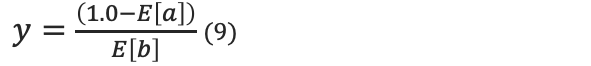 y = (1.0−E[a]) / E[b] (9)